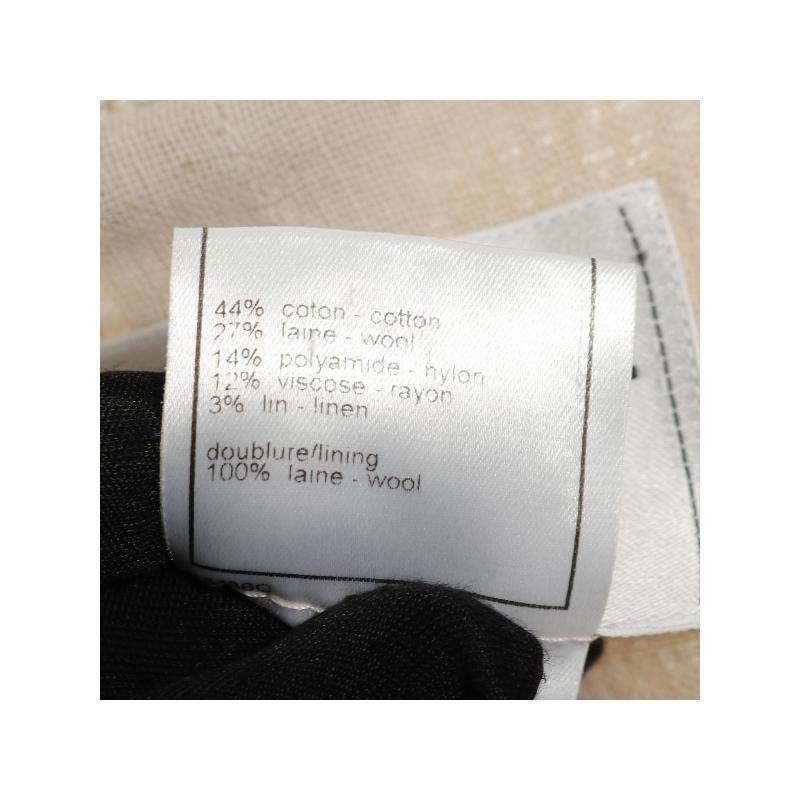 44% coton - cotton
27% laine - wool
14% polyamide - nylon
12% viscose - rayon
3% lin - linen
doublure/lining
100% laine - wool